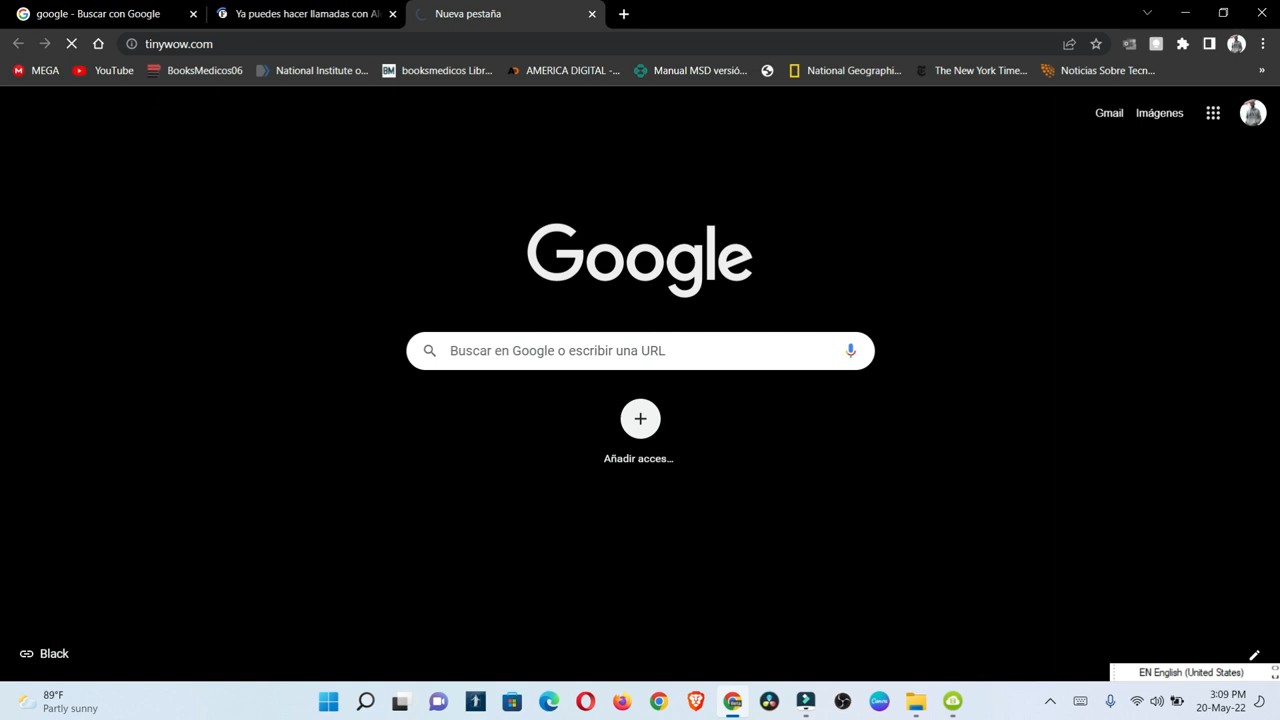 google - Buscar con Google
Ya puedes hacer llamadas con Al
Nueva pestaña
tinywow.com
MEGA
YouTube
BooksMedicos06
National Institute o...
BM
booksmedicos Libr...
AMERICA DIGITAL -...
Manual MSD versió...
National Geographi...
The New York Time...
Noticias Sobre Tecn...
»
Gmail
Imágenes
Google
Buscar en Google o escribir una URL
Añadir acces...
Black
EN English (United States)
89°F
Partly sunny
Beta
Canva
3:09 PM
20-May-22